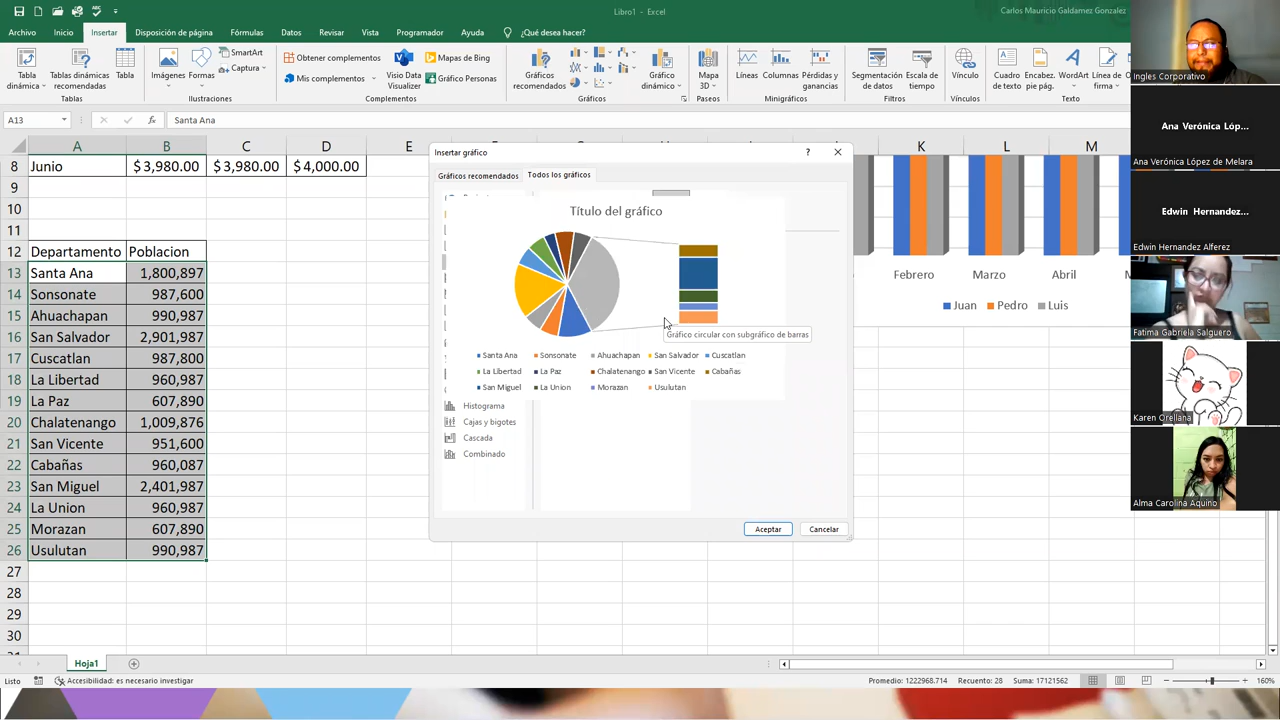 Libro1 - Excel
Carlos Mauricio Galdamez Gonzalez
Archivo Inicio Insertar Disposición de página Fórmulas Datos Revisar Vista Programador Ayuda ¿Qué desea hacer?
Tabla dinámica
Tablas dinámicas recomendadas
Tabla
Tablas
Imágenes
Formas
SmartArt
Captura
Ilustraciones
Obtener complementos
Mis complementos
Visio Data Visualizer
Mapas de Bing
Gráfico Personas
Complementos
Gráficos recomendados
Gráfico dinámico
Gráficos
Mapa 3D
Paseos
Líneas
Columnas
Pérdidas y ganancias
Minigráficos
Segmentación de datos
Escala de tiempo
Filtros
Vínculo
Vínculos
Cuadro de texto
Encabez. pie pág.
WordArt
Línea de firma
Texto
A13
fx
Santa Ana
A B C D E K L M
8 Junio $3,980.00 $3,980.00 $4,000.00
9
10
11
12 Departamento Poblacion
13 Santa Ana 1,800,897
14 Sonsonate 987,600
15 Ahuachapan 990,987
16 San Salvador 2,901,987
17 Cuscatlan 987,800
18 La Libertad 960,987
19 La Paz 607,890
20 Chalatenango 1,009,876
21 San Vicente 951,600
22 Cabañas 960,087
23 San Miguel 2,401,987
24 La Union 960,987
25 Morazan 607,890
26 Usulutan 990,987
27
28
29
30
Insertar gráfico
?
Gráficos recomendados Todos los gráficos
Título del gráfico
Gráfico circular con subgráfico de barras
Santa Ana Sonsonate Ahuachapan San Salvador Cuscatlan
La Libertad La Paz Chalatenango San Vicente Cabañas
San Miguel La Union Morazan Usulutan
Histograma
Cajas y bigotes
Cascada
Combinado
Aceptar Cancelar
Febrero Marzo Abril
Juan Pedro Luis
Ingles Corporativo
Ana Verónica Lóp...
Ana Verónica López de Melara
Edwin Hernandez...
Edwin Hernandez Alferez
Fatima Gabriela Salguero
Karen Orellana
Alma Carolina Aquino
Hoja1
Listo Accesibilidad: es necesario investigar Promedio: 1222968.714 Recuento: 28 Suma: 17121562 160%